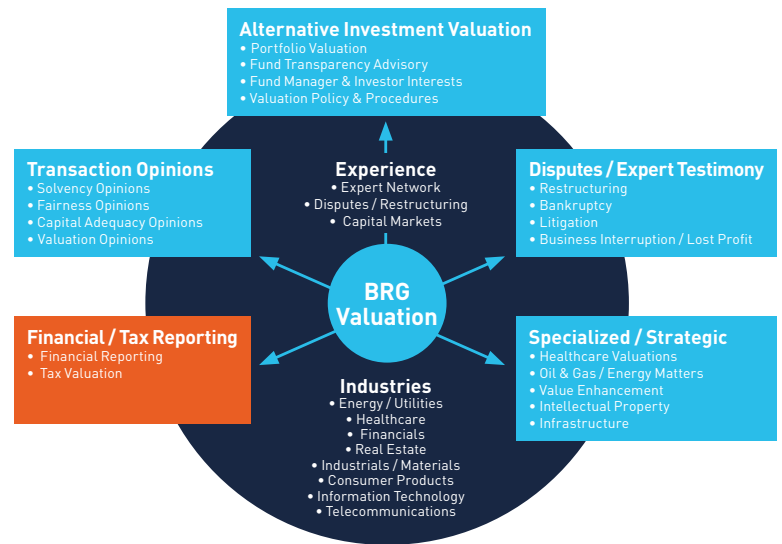 Alternative Investment Valuation
• Portfolio Valuation
• Fund Transparency Advisory
• Fund Manager & Investor Interests
• Valuation Policy & Procedures
Transaction Opinions
• Solvency Opinions
• Fairness Opinions
• Capital Adequacy Opinions
• Valuation Opinions
Experience
• Expert Network
• Disputes / Restructuring
• Capital Markets
Disputes / Expert Testimony
• Restructuring
• Bankruptcy
• Litigation
• Business Interruption / Lost Profit
BRG
Valuation
Financial / Tax Reporting
• Financial Reporting
• Tax Valuation
Specialized / Strategic
• Healthcare Valuations
• Oil & Gas / Energy Matters
• Value Enhancement
• Intellectual Property
• Infrastructure
Industries
• Energy / Utilities
• Healthcare
• Financials
• Real Estate
• Industrials / Materials
• Consumer Products
• Information Technology
• Telecommunications